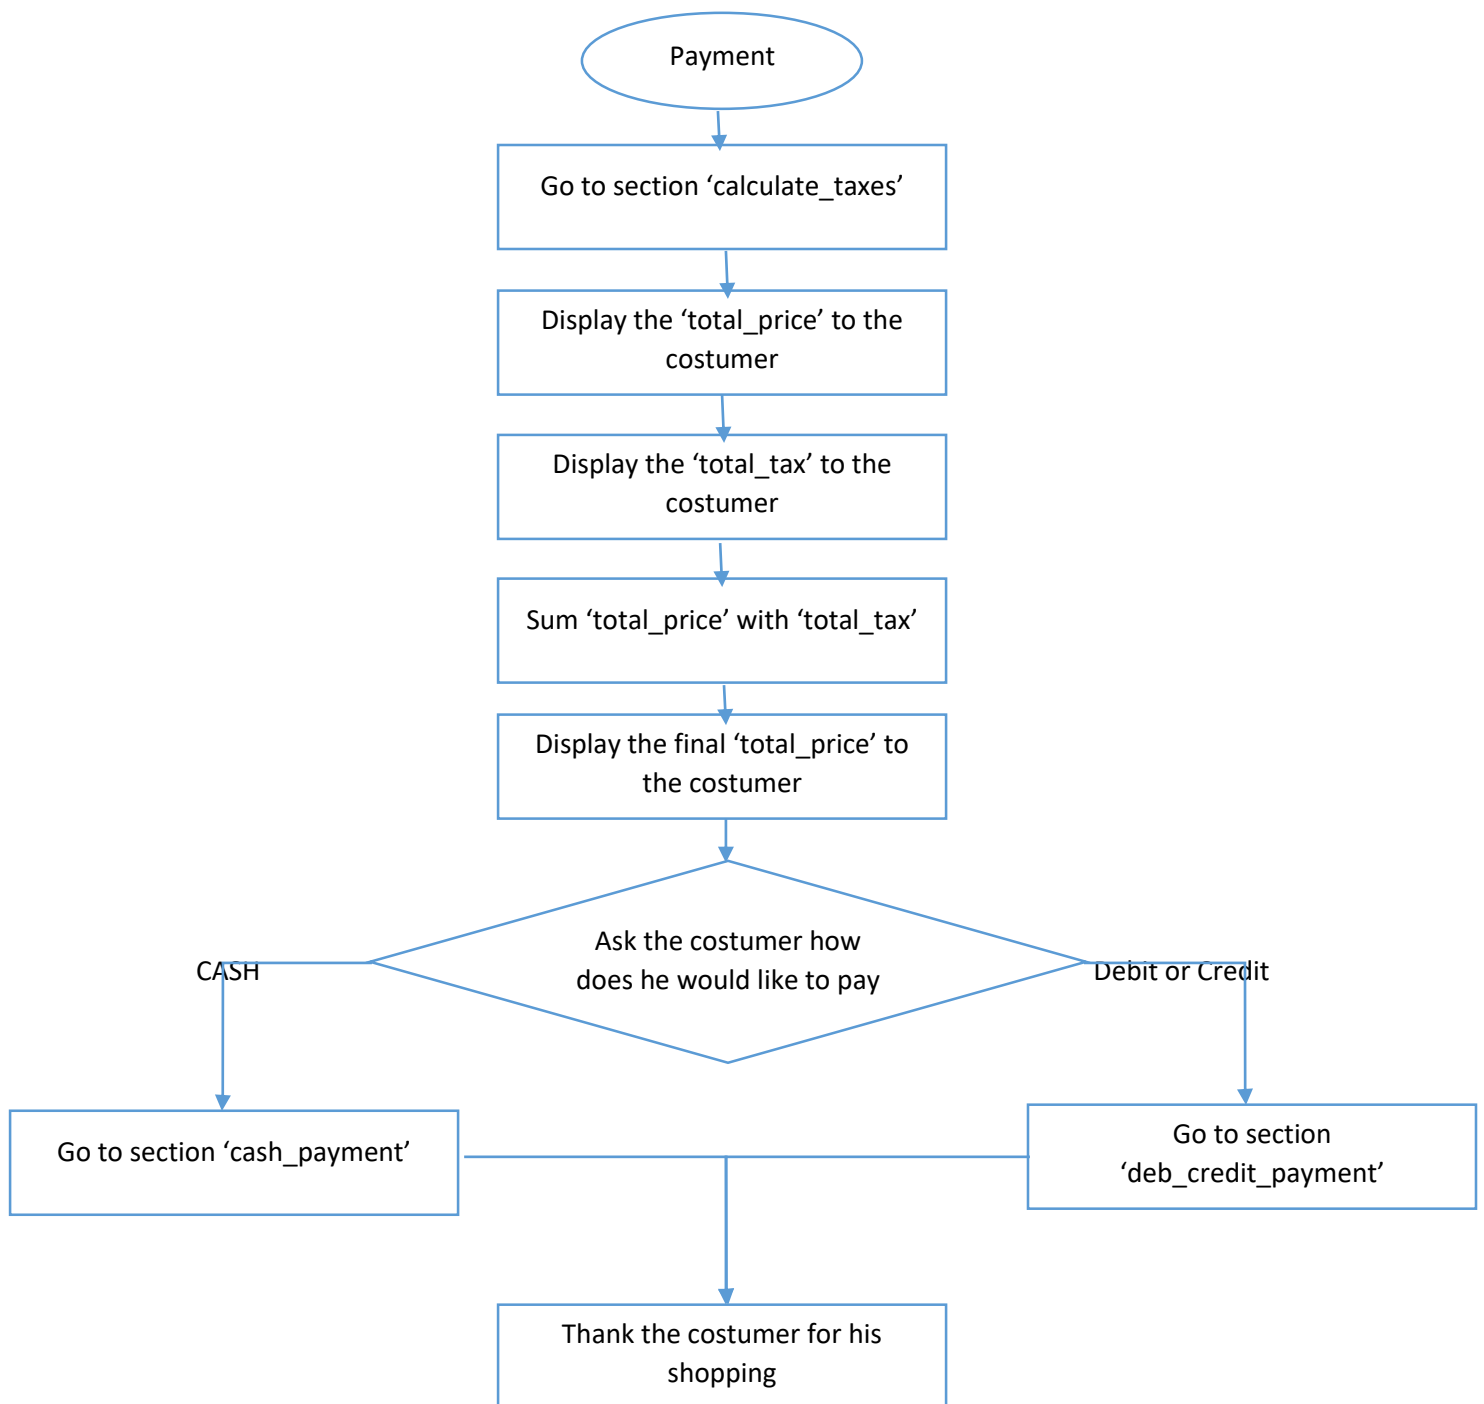 Payment
Go to section ‘calculate_taxes’
Display the ‘total_price’ to the
costumer
Display the ‘total_tax’ to the
costumer
Sum ‘total_price’ with ‘total_tax’
Display the final ‘total_price’ to
the costumer
Ask the costumer how
does he would like to pay
CASH
Debit or Credit
Go to section ‘cash_payment’
Go to section
‘deb_credit_payment’
Thank the costumer for his
shopping